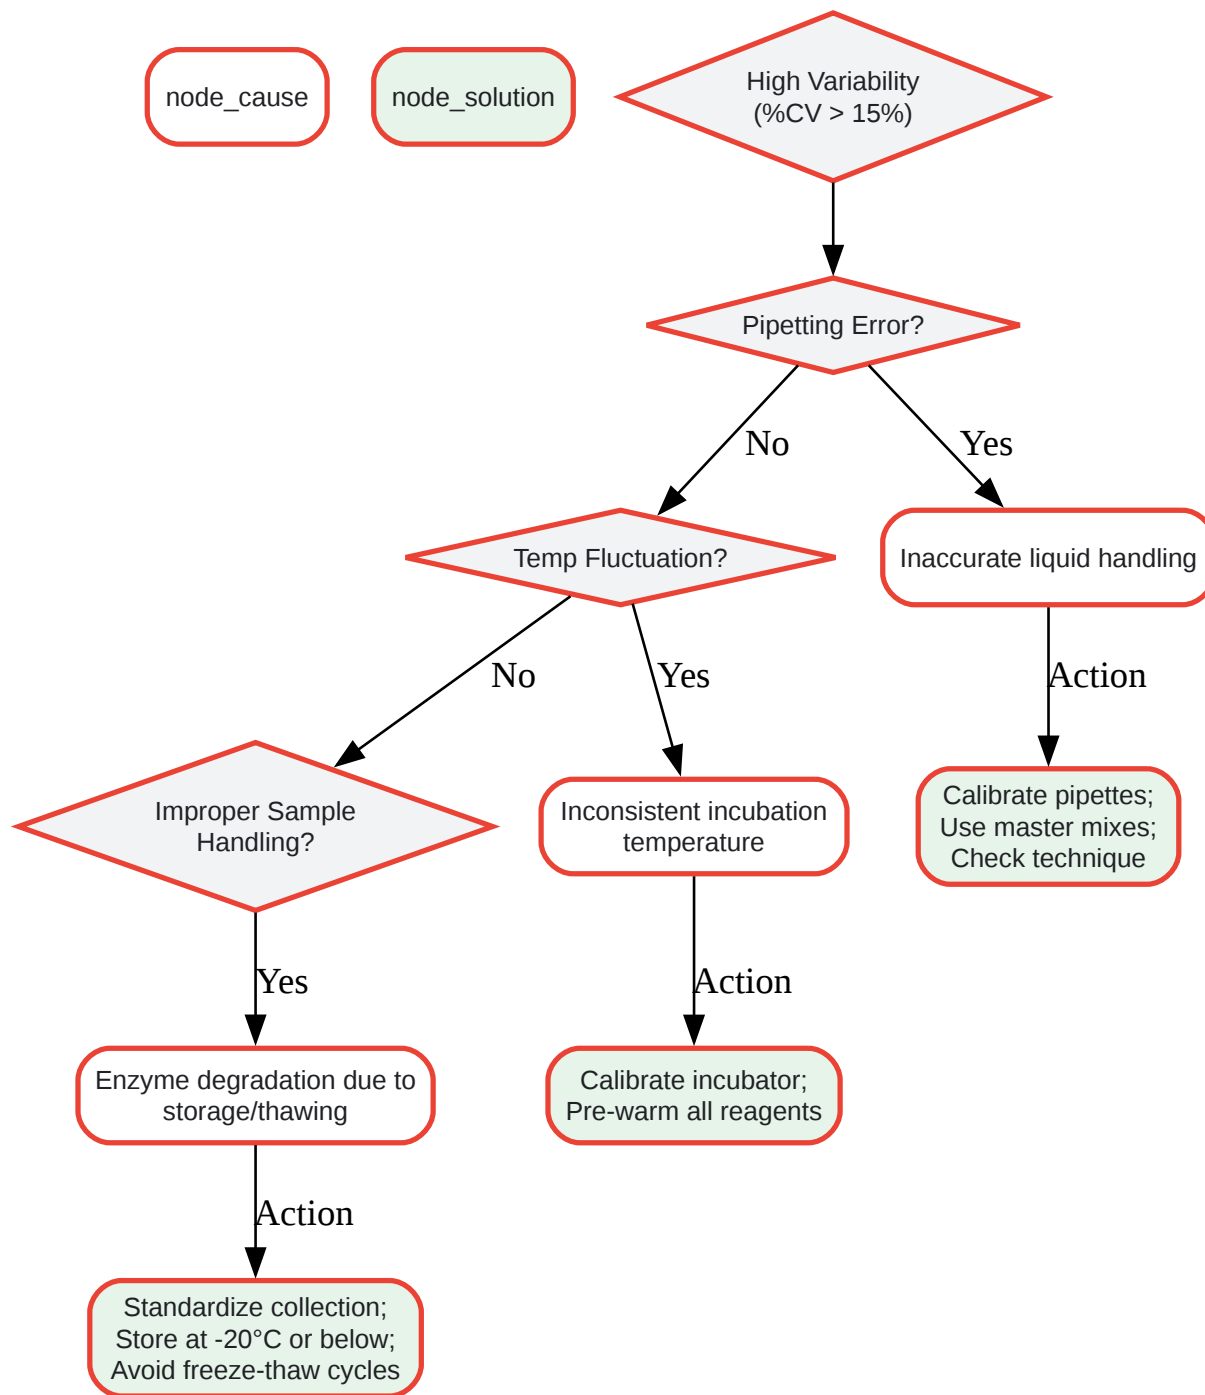 node_cause
node_solution
High Variability
(%CV > 15%)
Pipetting Error?
No
Yes
Temp Fluctuation?
Inaccurate liquid handling
No
Yes
Action
Improper Sample
Handling?
Inconsistent incubation
temperature
Calibrate pipettes;
Use master mixes;
Check technique
Yes
Action
Enzyme degradation due to
storage/thawing
Calibrate incubator;
Pre-warm all reagents
Action
Standardize collection;
Store at -20°C or below;
Avoid freeze-thaw cycles